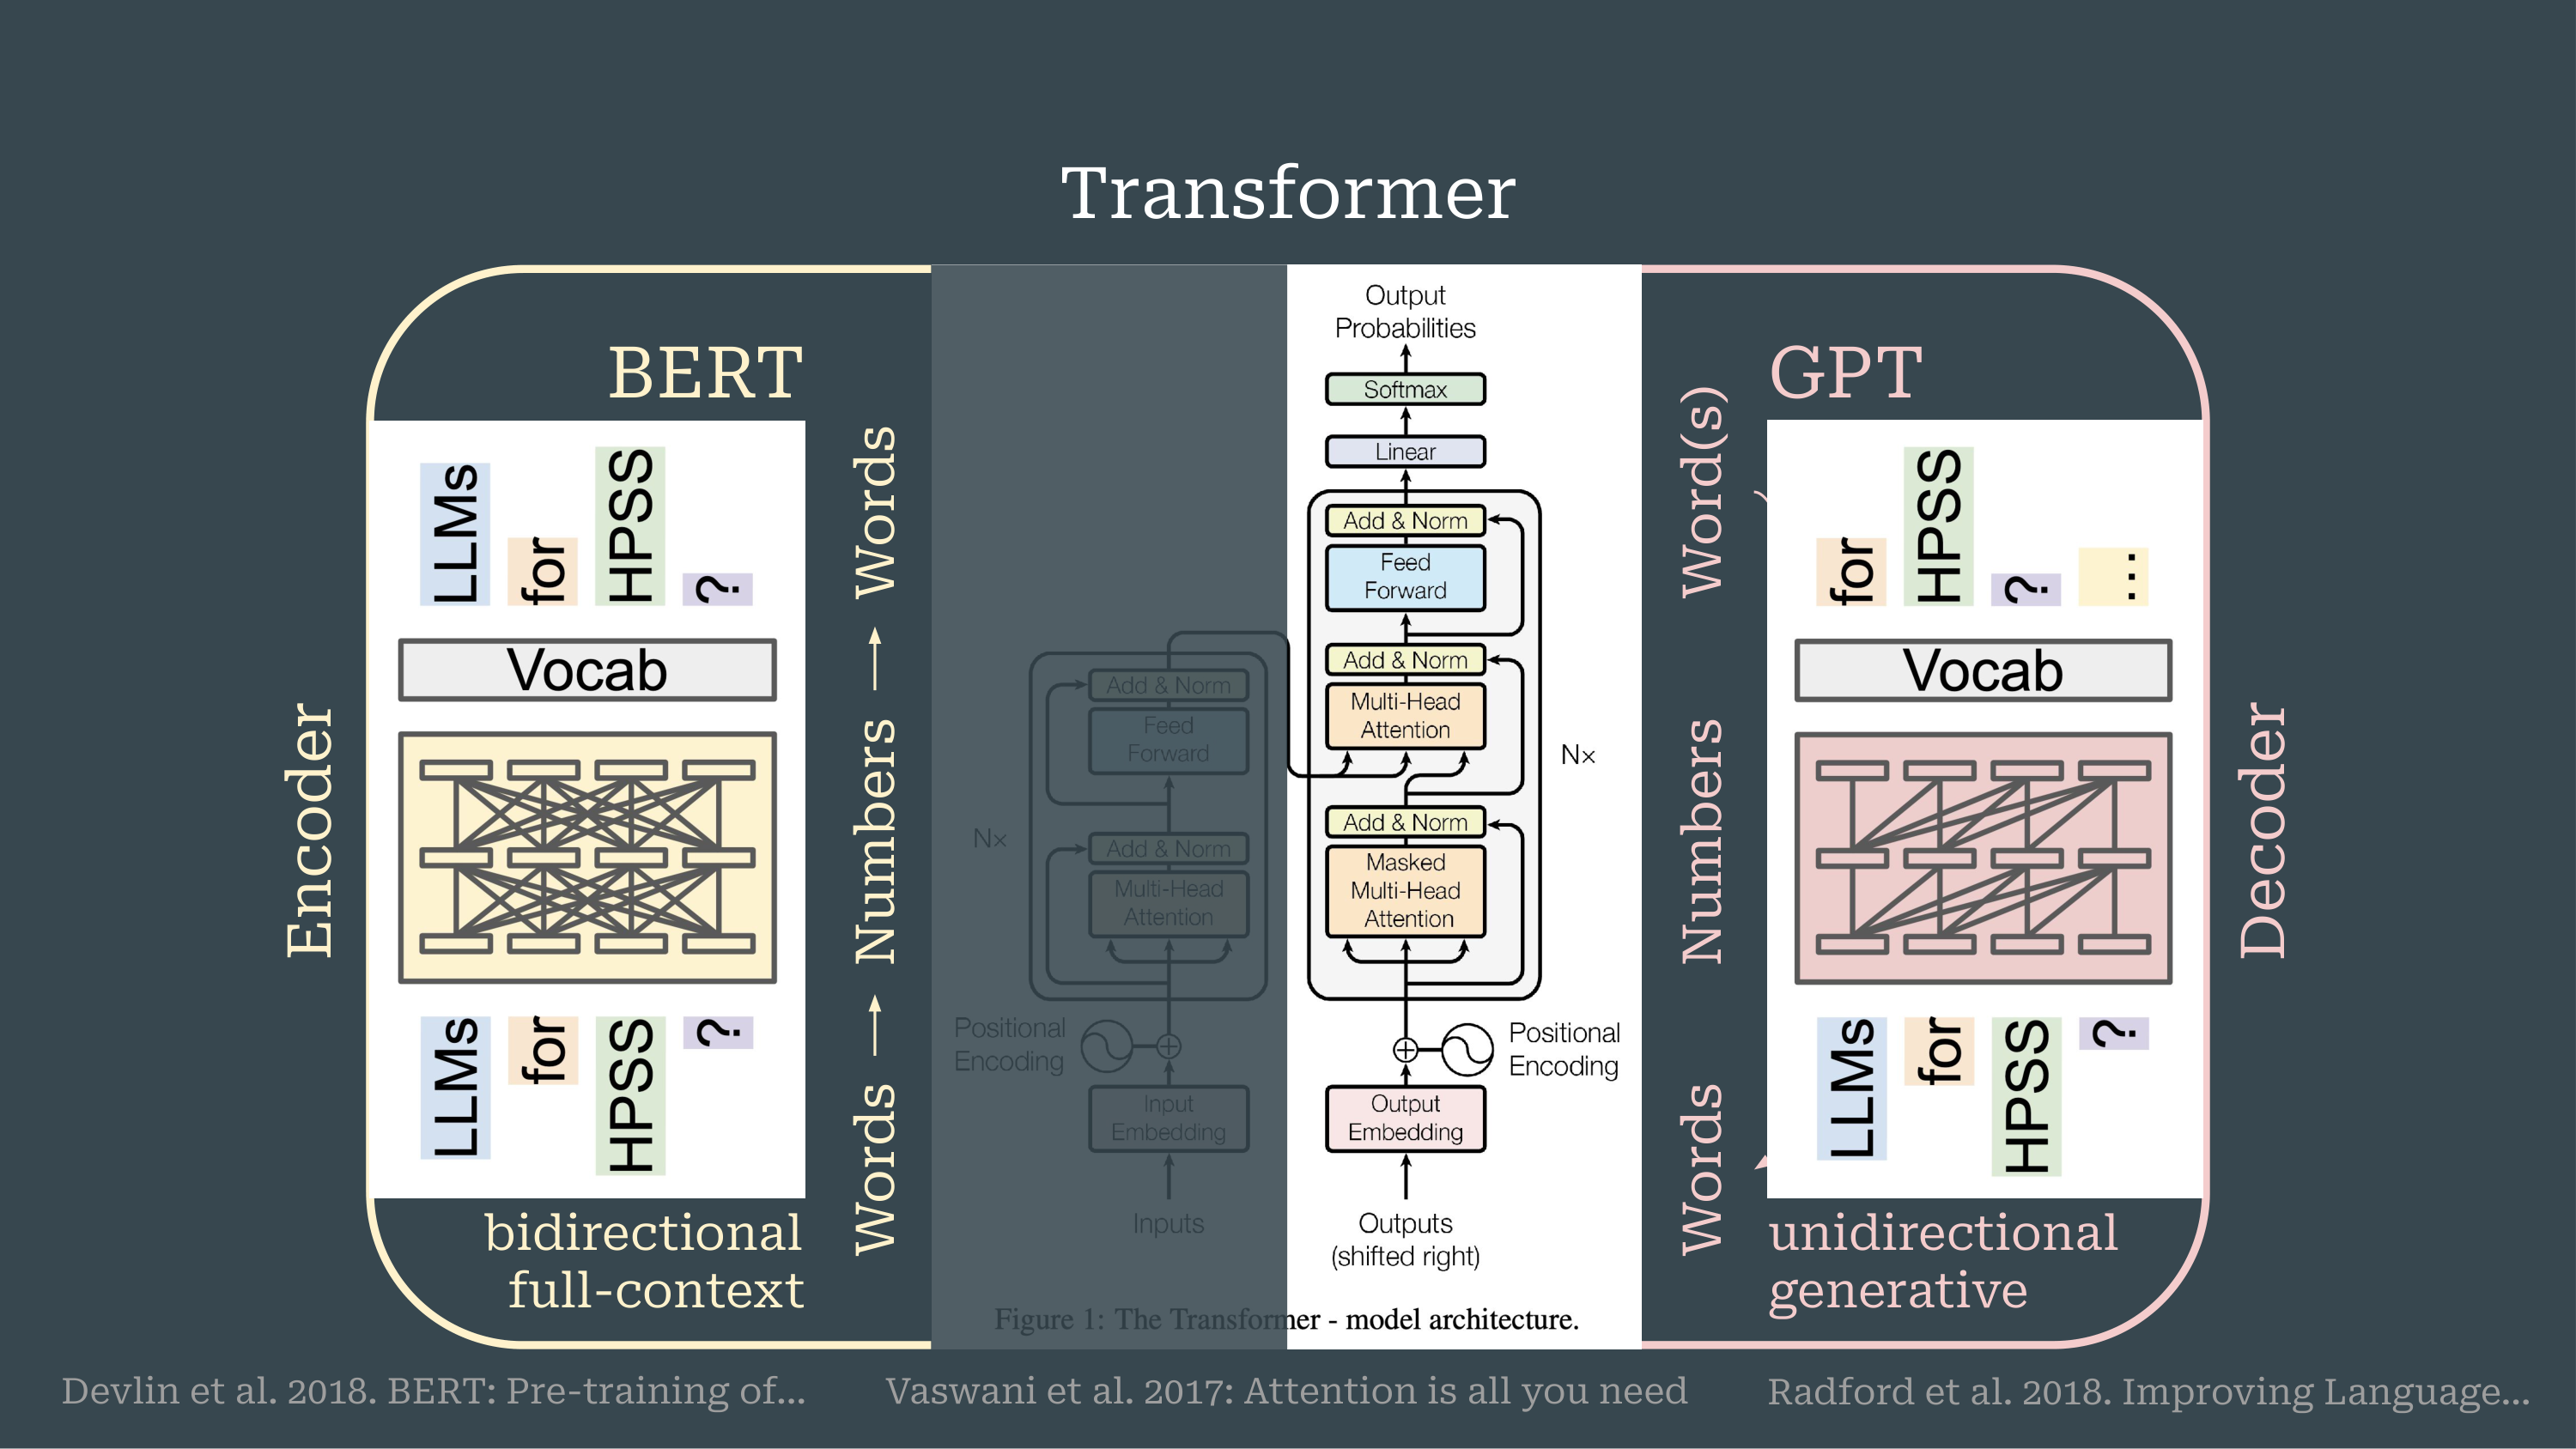 Transformer
BERT
LLMs
for
HPSS
?
Vocab
LLMs
for
HPSS
?
bidirectional
full-context
Encoder
Words
Numbers
Words
Add & Norm
Feed
Forward
Nx
Add & Norm
Multi-Head
Attention
Positional
Encoding
Input
Embedding
Inputs
Output
Probabilities
Softmax
Linear
Add & Norm
Feed
Forward
Add & Norm
Multi-Head
Attention
Nx
Add & Norm
Masked
Multi-Head
Attention
Positional
Encoding
Output
Embedding
Outputs
(shifted right)
Figure 1: The Transformer - model architecture.
Word(s)
Numbers
Words
GPT
for
HPSS
?
...
Vocab
LLMs
for
HPSS
?
unidirectional
generative
Decoder
Devlin et al. 2018. BERT: Pre-training of...
Vaswani et al. 2017: Attention is all you need
Radford et al. 2018. Improving Language...